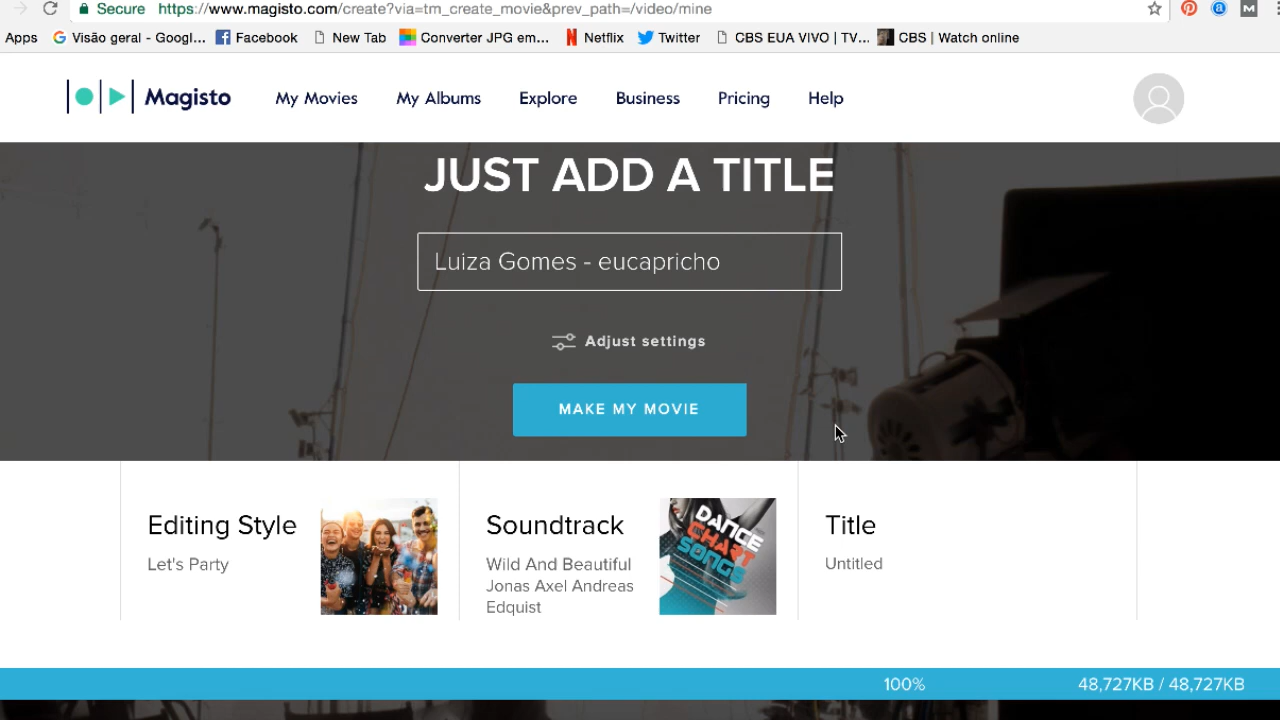 Secure https://www.magisto.com/create?via=tm_create_movie&prev_path=/video/mine
Apps Visão geral - Googl... Facebook New Tab Converter JPG em... Netflix Twitter CBS EUA VIVO | TV... CBS | Watch online
Magisto My Movies My Albums Explore Business Pricing Help
JUST ADD A TITLE
Luiza Gomes - eucapricho
Adjust settings
MAKE MY MOVIE
Editing Style
Let's Party
Soundtrack
Wild And Beautiful
Jonas Axel Andreas
Edquist
DANCE
CHART
SONGS
Title
Untitled
100% 48,727KB / 48,727KB